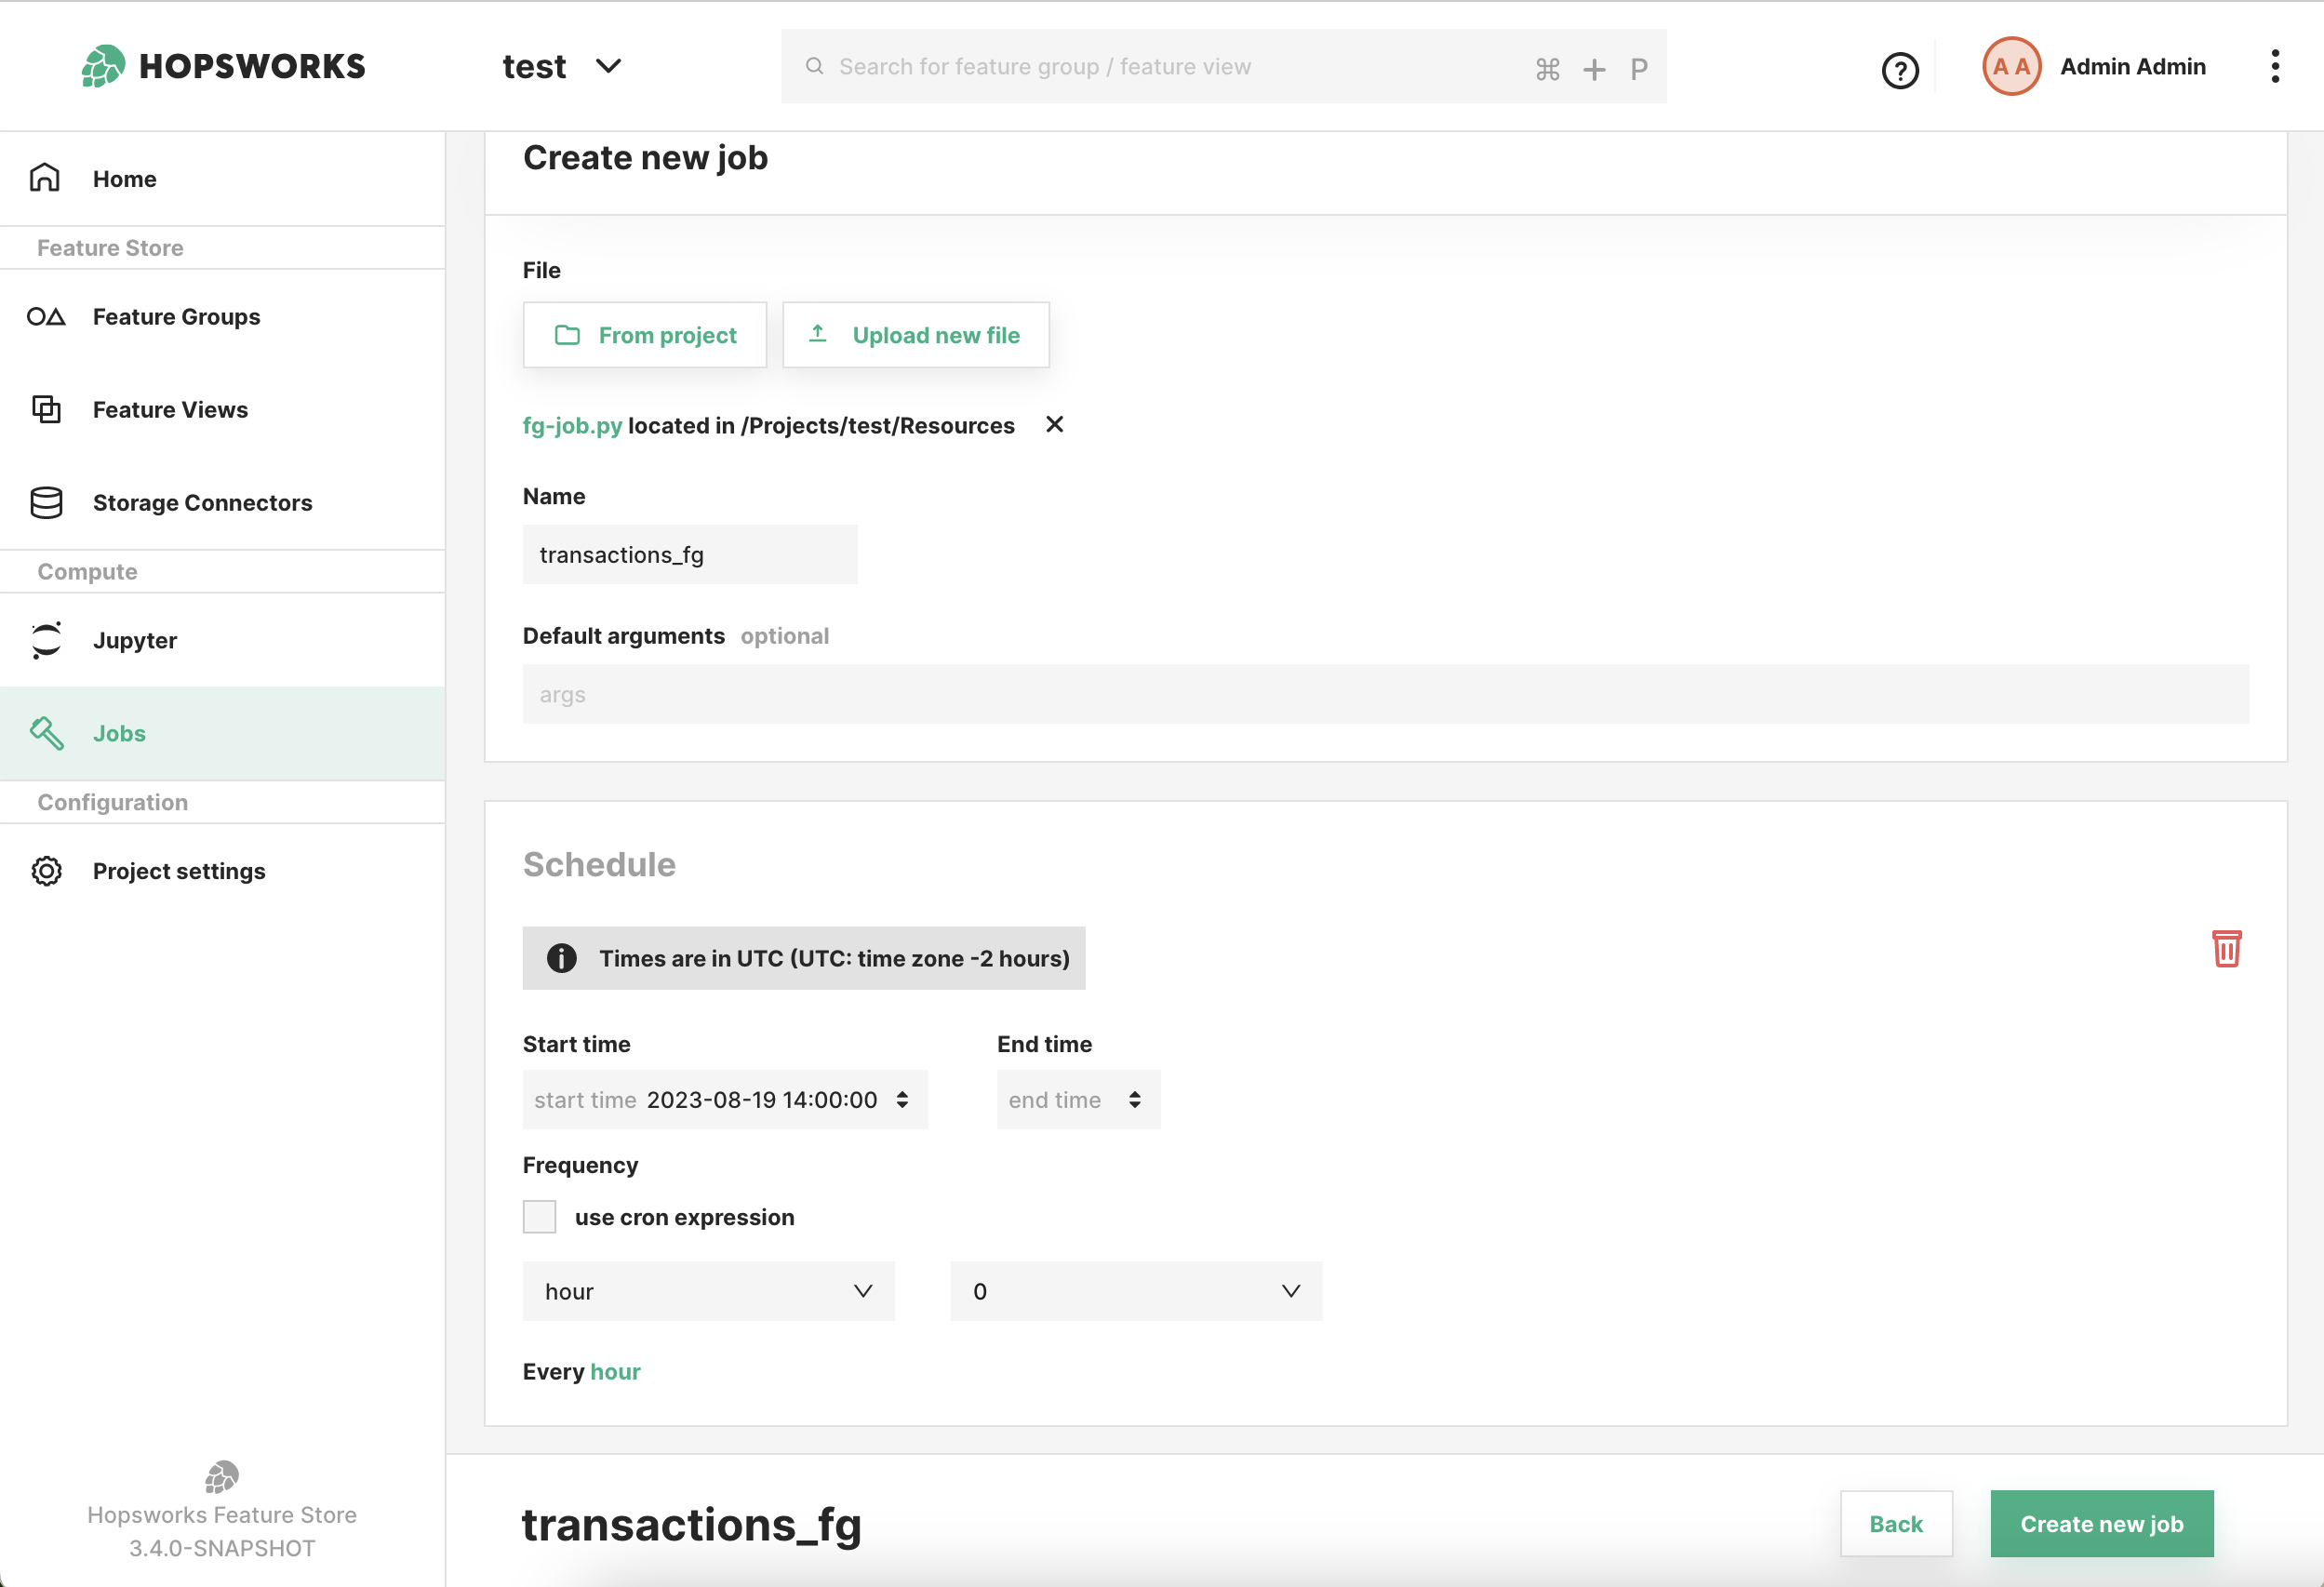 HOPSWORKS
test
Search for feature group / feature view
⌘ + P
?
A A
Admin Admin
Home
Feature Store
Feature Groups
Feature Views
Storage Connectors
Compute
Jupyter
Jobs
Configuration
Project settings
Hopsworks Feature Store
3.4.0-SNAPSHOT
Create new job
File
From project
Upload new file
fg-job.py located in /Projects/test/Resources
Name
transactions_fg
Default arguments optional
args
Schedule
Times are in UTC (UTC: time zone -2 hours)
Start time
End time
start time 2023-08-19 14:00:00
end time
Frequency
use cron expression
hour
0
Every hour
transactions_fg
Back
Create new job